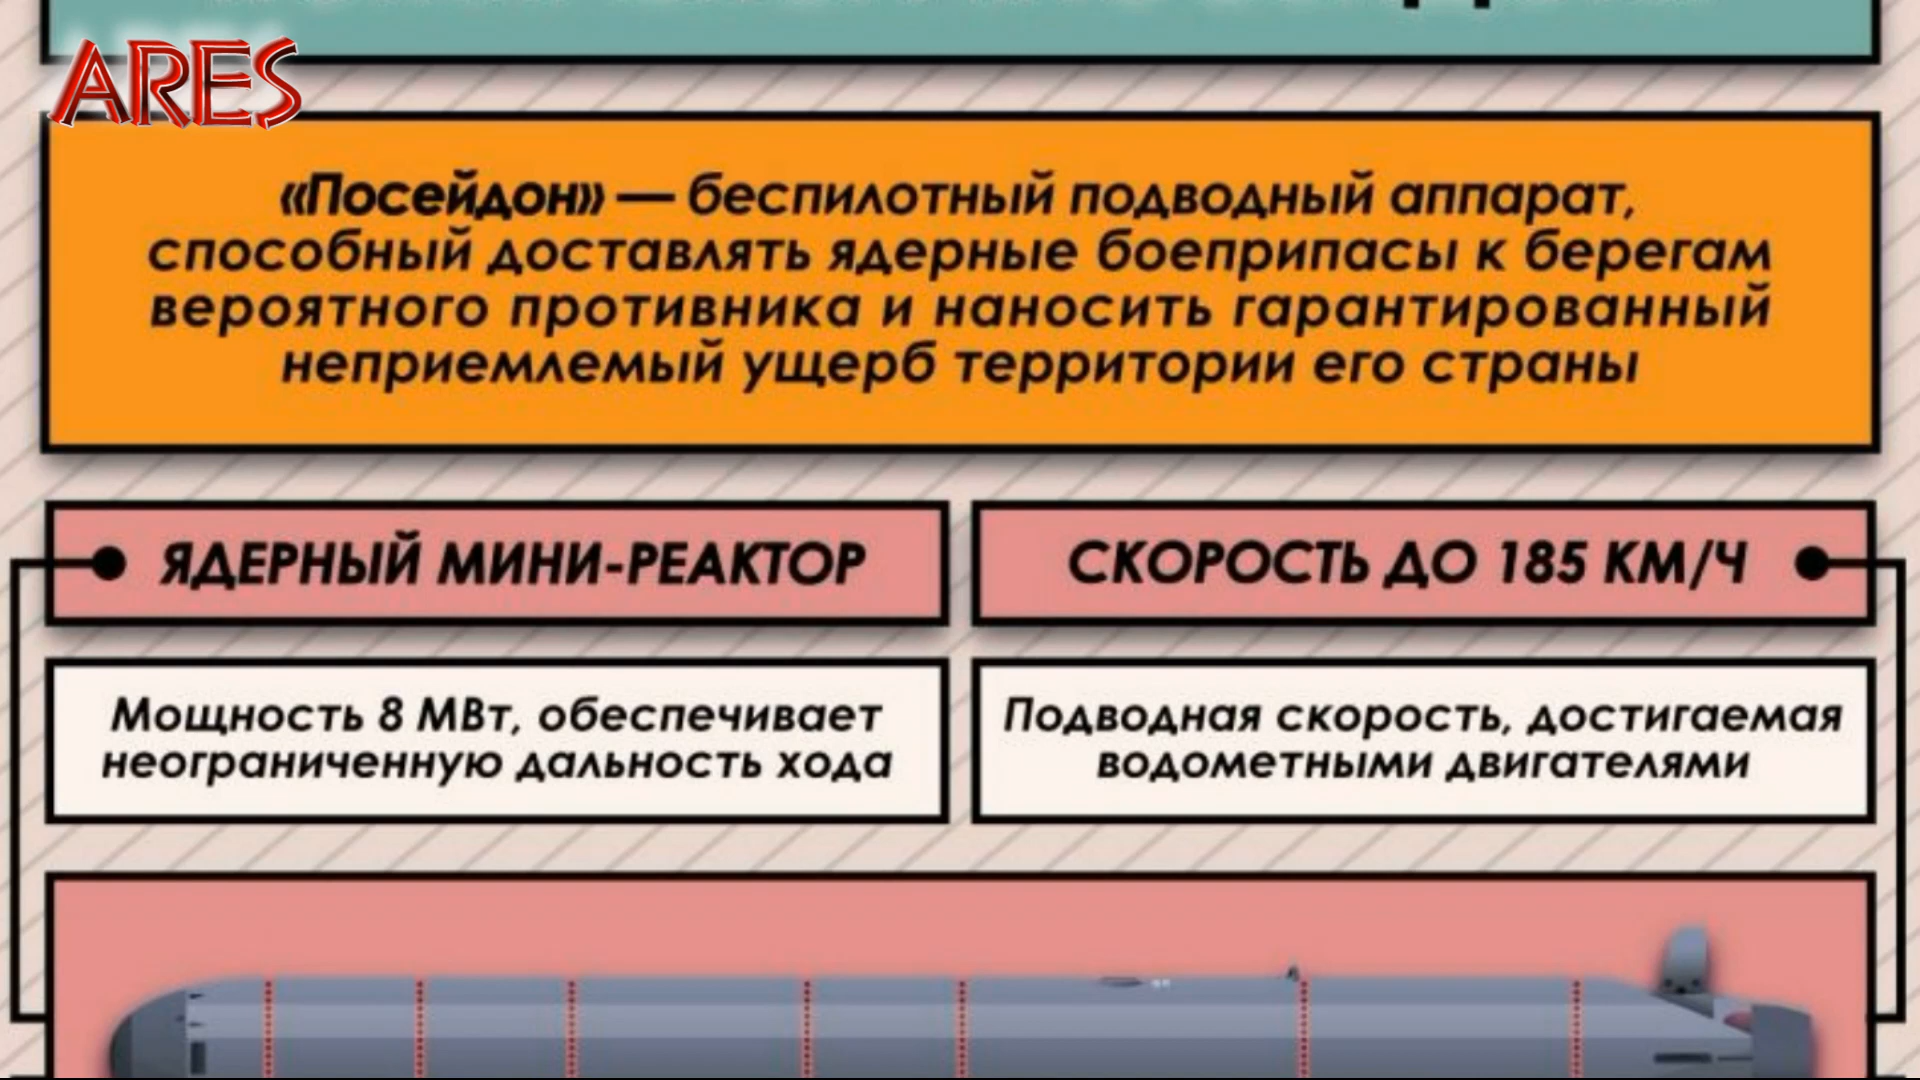 ARES
«Посейдон» — беспилотный подводный аппарат,
способный доставлять ядерные боеприпасы к берегам
вероятного противника и наносить гарантированный
неприемлемый ущерб территории его страны
ЯДЕРНЫЙ МИНИ-РЕАКТОР
Мощность 8 МВт, обеспечивает
неограниченную дальность хода
СКОРОСТЬ ДО 185 КМ/Ч
Подводная скорость, достигаемая
водометными двигателями